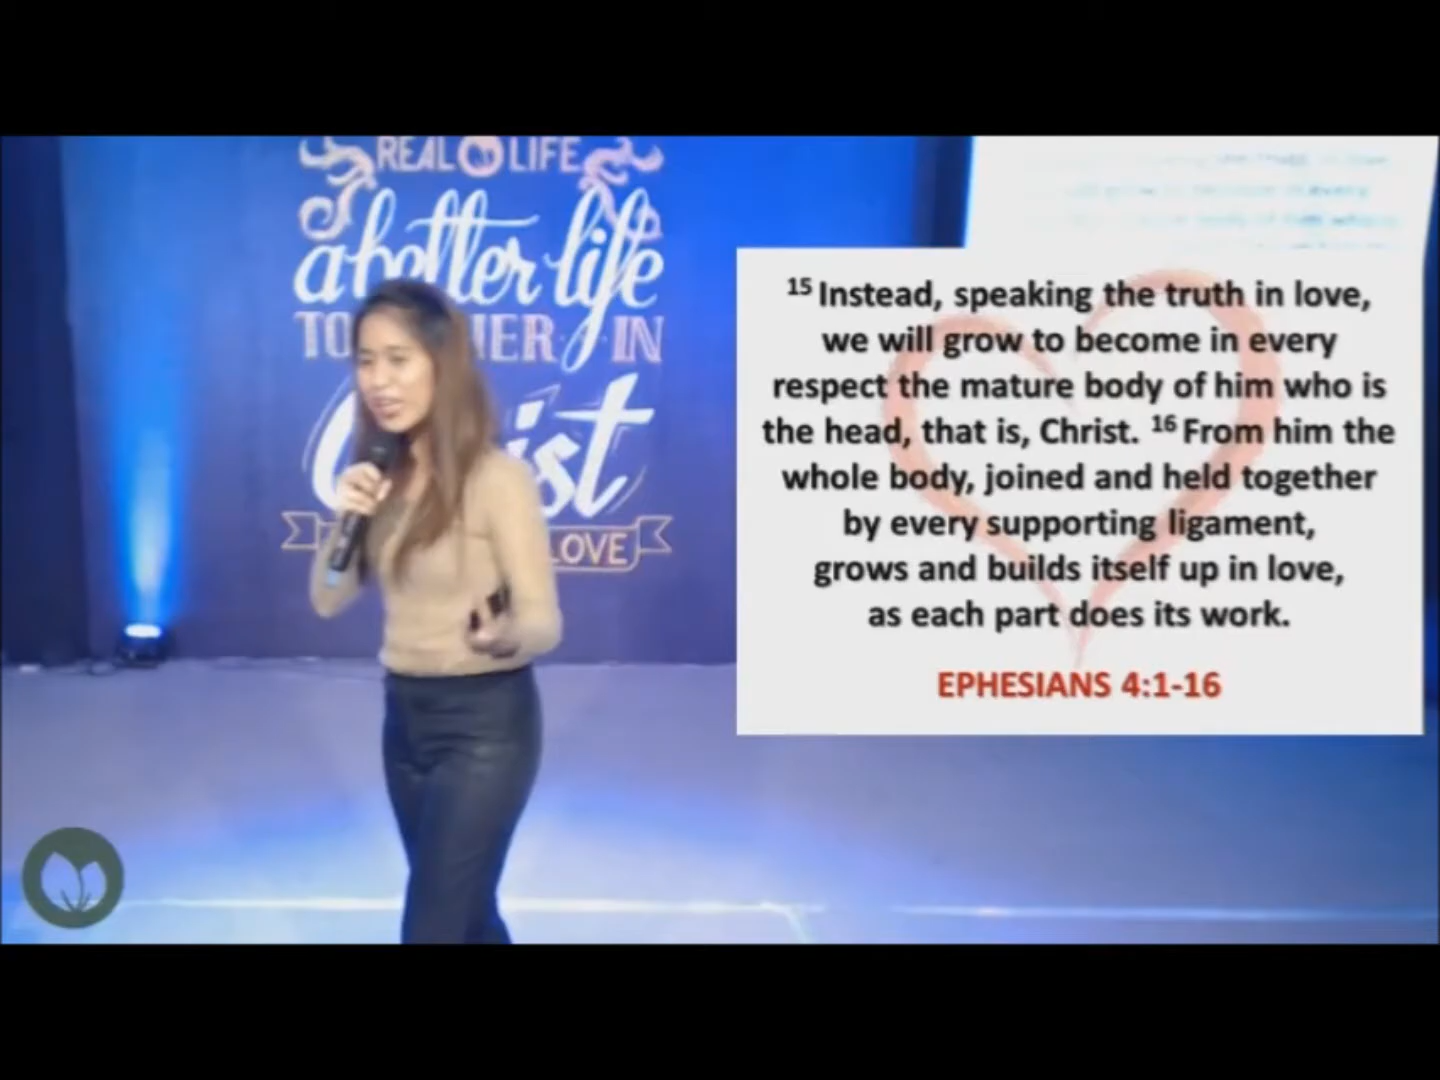 REAL LIFE
a better life
IN
LOVE
15 Instead, speaking the truth in love,
we will grow to become in every
respect the mature body of him who is
the head, that is, Christ. 16 From him the
whole body, joined and held together
by every supporting ligament,
grows and builds itself up in love,
as each part does its work.
EPHESIANS 4:1-16